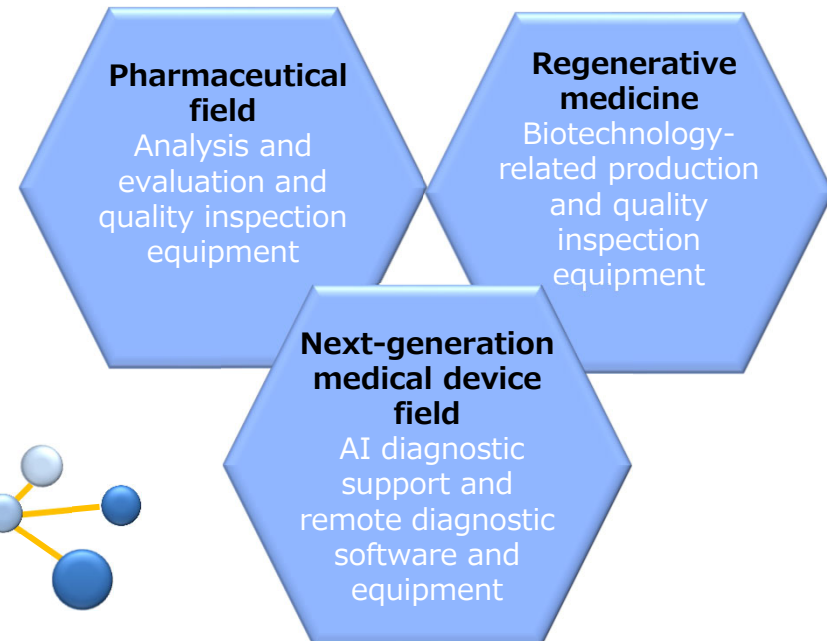 Pharmaceutical
field
Analysis and
evaluation and
quality inspection
equipment
Regenerative
medicine
Biotechnology-
related production
and quality
inspection
equipment
Next-generation
medical device
field
AI diagnostic
support and
remote diagnostic
software and
equipment